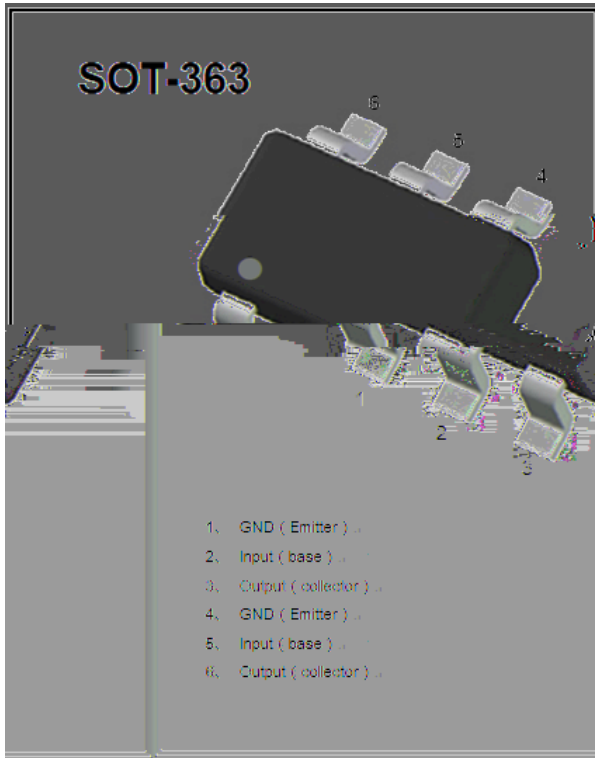 SOT-363
6
5
4
1
2
3
1、 GND ( Emitter )
2、 Input ( base )
3、 Output ( collector )
4、 GND ( Emitter )
5、 Input ( base )
6、 Output ( collector )